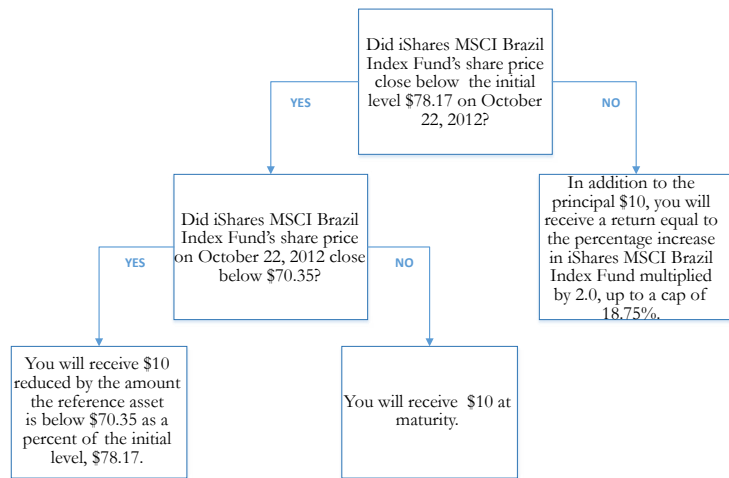 Did iShares MSCI Brazil
Index Fund's share price
close below the initial
level $78.17 on October
22, 2012?
YES
NO
Did iShares MSCI Brazil
Index Fund's share price
on October 22, 2012 close
below $70.35?
In addition to the
principal $10, you will
receive a return equal to
the percentage increase
in iShares MSCI Brazil
Index Fund multiplied
by 2.0, up to a cap of
18.75%.
YES
NO
You will receive $10
reduced by the amount
the reference asset
is below $70.35 as a
percent of the initial
level, $78.17.
You will receive $10 at
maturity.